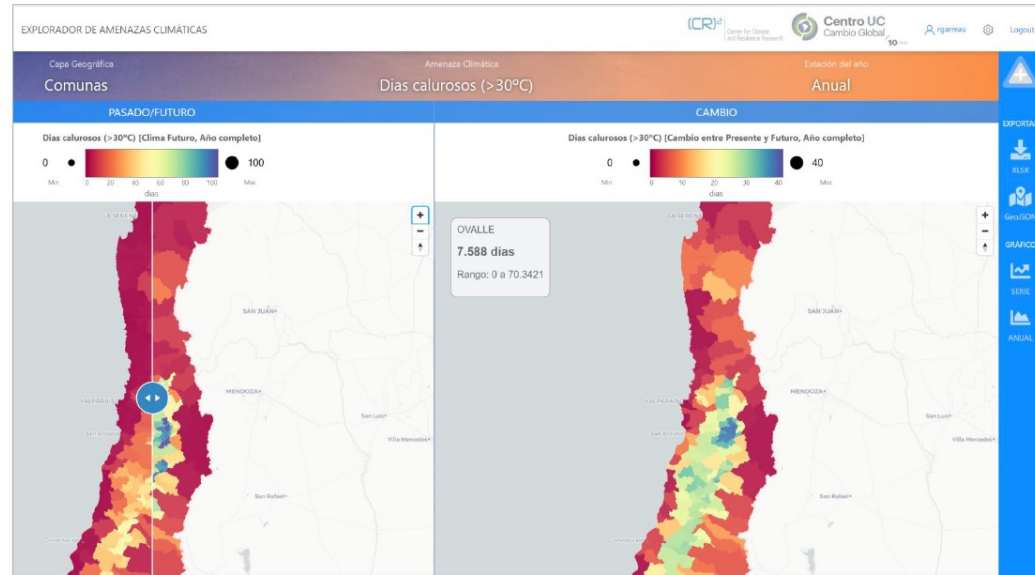 EXPLORADOR DE AMENAZAS CLIMÁTICAS
(CR)2
Center for Climate
and Resilience Research
Centro UC
Cambio Global
10
rgarreau
Logout
Capa Geográfica
Comunas
Amenaza Climática
Dias calurosos (>30ºC)
Estación del año
Anual
PASADO/FUTURO
CAMBIO
Dias calurosos (>30ºC) [Clima Futuro, Año completo]
0
100
Min
0 20 40 60 80 100
Max
dias
Dias calurosos (>30ºC) [Cambio entre Presente y Futuro, Año completo]
0
40
Min
0 10 20 30 40
Max
dias
EXPORTAR
XLSX
GeoJSON
GRÁFICO
SERIE
ANUAL
+
−
LA SERENA
SAN JUAN
MENDOZA
VALPARAÍSO
San Antonio
San Luis
Villa Mercedes
San Rafael
OVALLE
7.588 dias
Rango: 0 a 70.3421
+
−
LA SERENA
SAN JUAN
MENDOZA
VALPARAÍSO
San Antonio
San Luis
Villa Mercedes
San Rafael